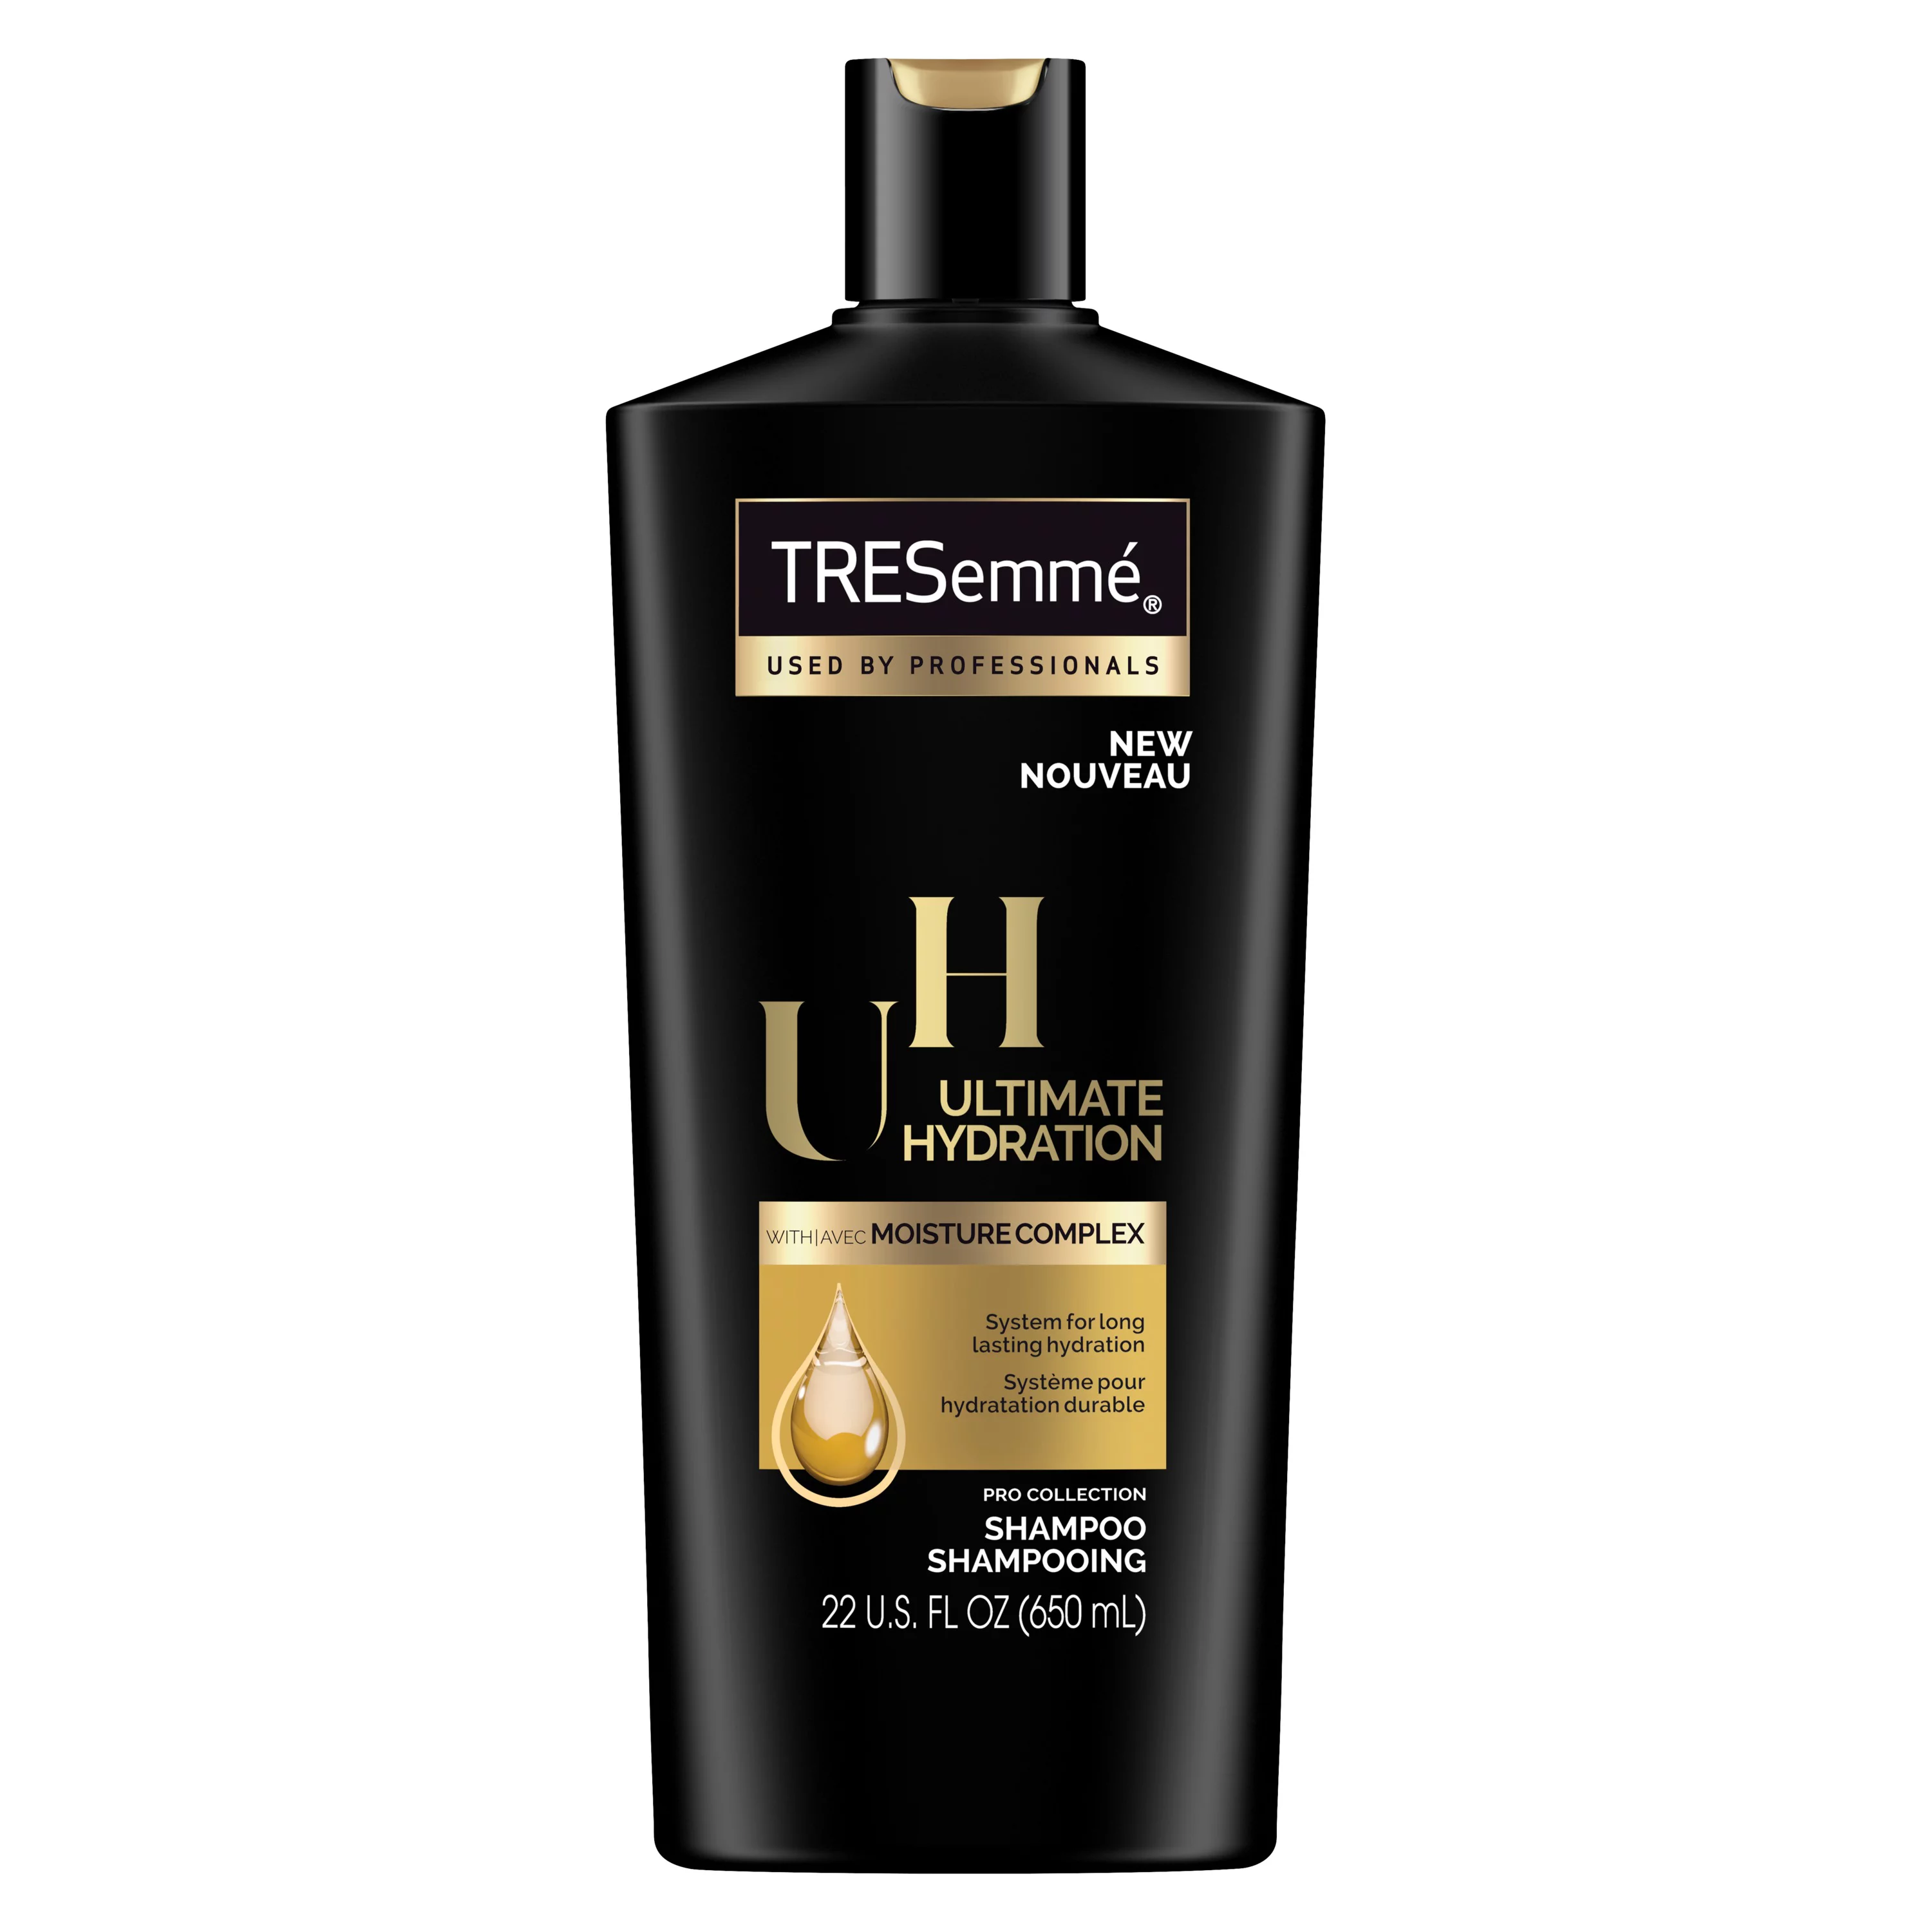 TRESemmé®
USED BY PROFESSIONALS
NEW
NOUVEAU
UH
ULTIMATE
HYDRATION
WITH|AVEC MOISTURE COMPLEX
System for long
lasting hydration
Système pour
hydratation durable
PRO COLLECTION
SHAMPOO
SHAMPOOING
22 U.S. FL OZ (650 mL)